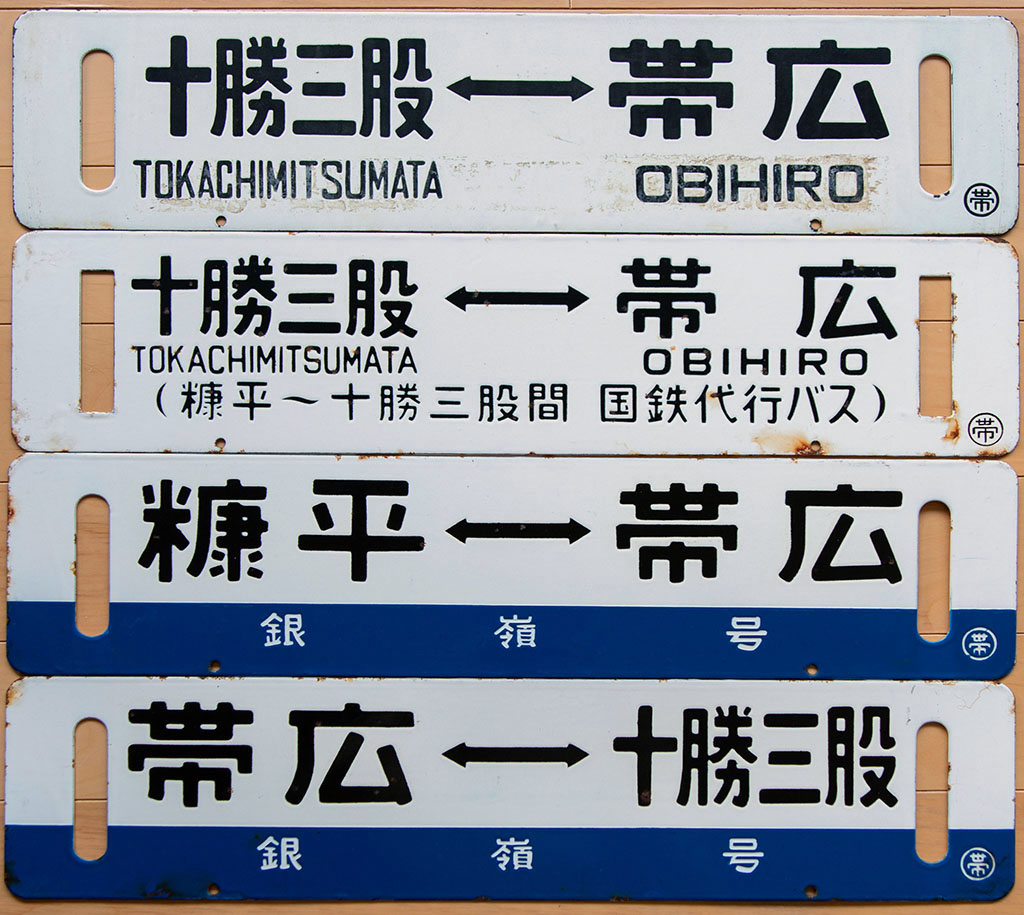 十勝三股 ↔ 帯広
TOKACHIMITSUMATA OBIHIRO
帯
十勝三股 ↔ 帯広
TOKACHIMITSUMATA OBIHIRO
(糠平～十勝三股間 国鉄代行バス)
帯
糠平 ↔ 帯広
銀嶺号
帯
帯広 ↔ 十勝三股
銀嶺号
帯